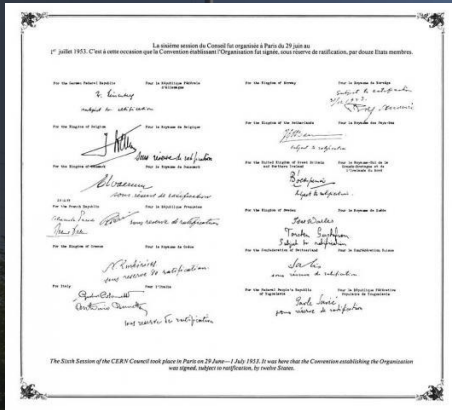 La sixième session du Conseil fut organisée à Paris du 29 juin au
1er juillet 1953. C'est à cette occasion que la Convention établissant l'Organisation fut signée, sous réserve de ratification, par douze Etats membres.
For the German Federal Republic Pour la République Fédérale
d'Allemagne
subject to ratification
For the Kingdom of Belgium Pour le Royaume de Belgique
sous réserve de ratification
For the Kingdom of Denmark Pour le Royaume du Danemark
sous réserve de ratification
For the French Republic Pour la République Française
sous réserve de ratification
For the Kingdom of Greece Pour le Royaume de Grèce
sous réserve de ratification.
For Italy Pour l'Italie
sous réserve de ratification
For the Kingdom of Norway Pour le Royaume de Norvège
subject to ratification
For the Kingdom of the Netherlands Pour le Royaume des Pays-Bas
subject to ratification
For the United Kingdom of Great Britain
and Northern Ireland
Pour le Royaume-Uni de la
Grande-Bretagne et de
l'Irlande du Nord
Subject to ratification.
For the Kingdom of Sweden Pour le Royaume de Suède
Torsten Gustafson
Subject to ratification
For the Confederation of Switzerland Pour la Confédération Suisse
sous réserve de ratification
For the Federal People's Republic
of Yugoslavia
Pour la République Fédérative
Populaire de Yougoslavie
Pavle Savić
sous réserve de ratification
The Sixth Session of the CERN Council took place in Paris on 29 June—1 July 1953. It was here that the Convention establishing the Organization
was signed, subject to ratification, by twelve States.